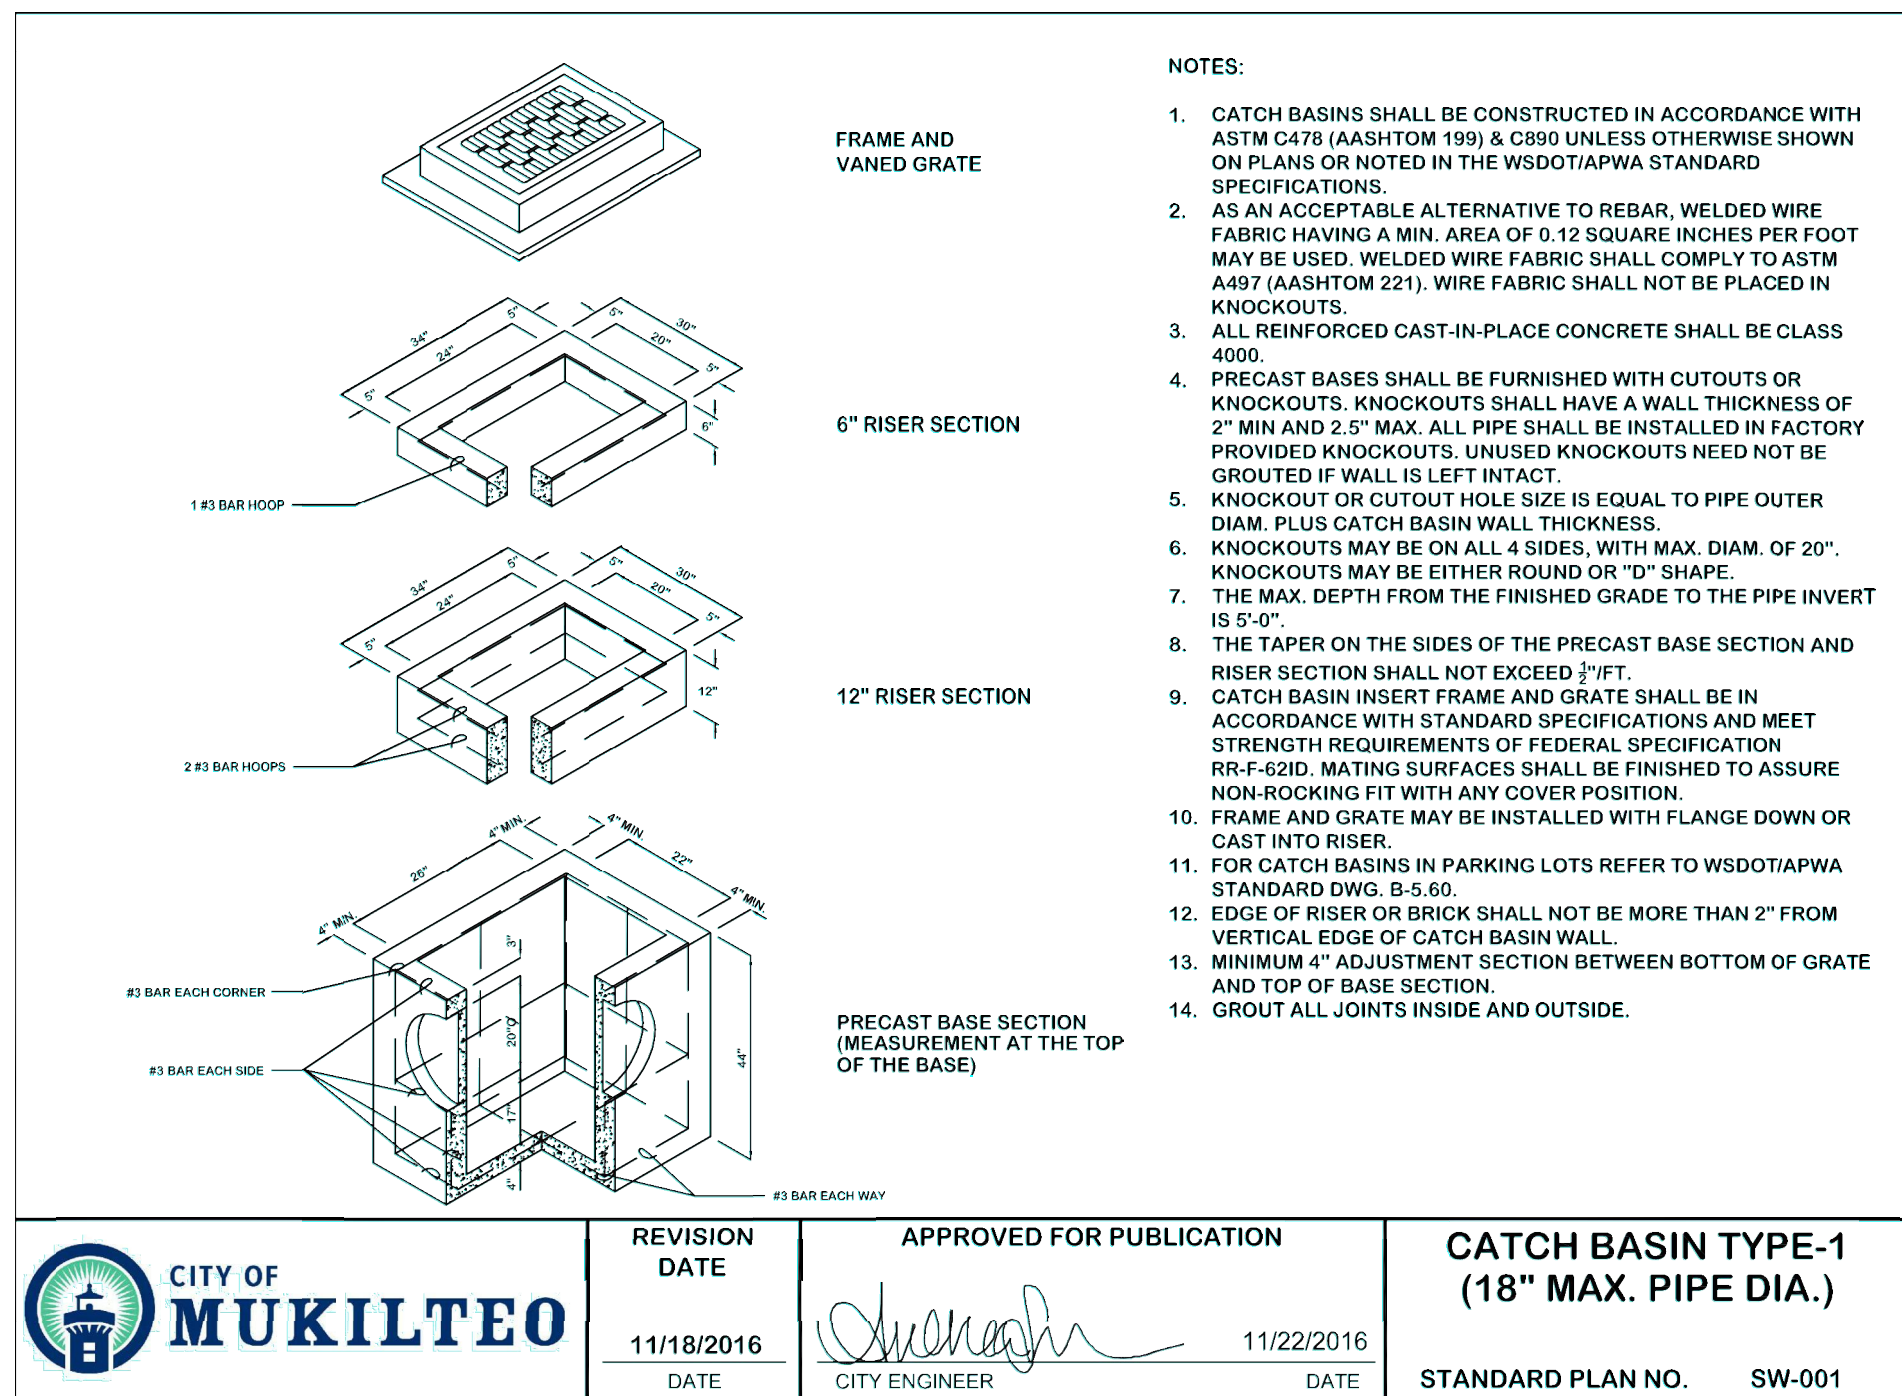 FRAME AND
VANED GRATE
34"
5"
24"
5"
5"
30"
20"
5"
6"
6" RISER SECTION
1 #3 BAR HOOP
34"
5"
24"
5"
5"
30"
20"
5"
12"
12" RISER SECTION
2 #3 BAR HOOPS
4" MIN.
4" MIN.
26"
22"
4" MIN.
4" MIN.
3"
20"
17"
4"
44"
#3 BAR EACH CORNER
#3 BAR EACH SIDE
#3 BAR EACH WAY
PRECAST BASE SECTION
(MEASUREMENT AT THE TOP
OF THE BASE)
NOTES:
1. CATCH BASINS SHALL BE CONSTRUCTED IN ACCORDANCE WITH
ASTM C478 (AASHTOM 199) & C890 UNLESS OTHERWISE SHOWN
ON PLANS OR NOTED IN THE WSDOT/APWA STANDARD
SPECIFICATIONS.
2. AS AN ACCEPTABLE ALTERNATIVE TO REBAR, WELDED WIRE
FABRIC HAVING A MIN. AREA OF 0.12 SQUARE INCHES PER FOOT
MAY BE USED. WELDED WIRE FABRIC SHALL COMPLY TO ASTM
A497 (AASHTOM 221). WIRE FABRIC SHALL NOT BE PLACED IN
KNOCKOUTS.
3. ALL REINFORCED CAST-IN-PLACE CONCRETE SHALL BE CLASS
4000.
4. PRECAST BASES SHALL BE FURNISHED WITH CUTOUTS OR
KNOCKOUTS. KNOCKOUTS SHALL HAVE A WALL THICKNESS OF
2" MIN AND 2.5" MAX. ALL PIPE SHALL BE INSTALLED IN FACTORY
PROVIDED KNOCKOUTS. UNUSED KNOCKOUTS NEED NOT BE
GROUTED IF WALL IS LEFT INTACT.
5. KNOCKOUT OR CUTOUT HOLE SIZE IS EQUAL TO PIPE OUTER
DIAM. PLUS CATCH BASIN WALL THICKNESS.
6. KNOCKOUTS MAY BE ON ALL 4 SIDES, WITH MAX. DIAM. OF 20".
KNOCKOUTS MAY BE EITHER ROUND OR "D" SHAPE.
7. THE MAX. DEPTH FROM THE FINISHED GRADE TO THE PIPE INVERT
IS 5'-0".
8. THE TAPER ON THE SIDES OF THE PRECAST BASE SECTION AND
RISER SECTION SHALL NOT EXCEED ½"/FT.
9. CATCH BASIN INSERT FRAME AND GRATE SHALL BE IN
ACCORDANCE WITH STANDARD SPECIFICATIONS AND MEET
STRENGTH REQUIREMENTS OF FEDERAL SPECIFICATION
RR-F-62ID. MATING SURFACES SHALL BE FINISHED TO ASSURE
NON-ROCKING FIT WITH ANY COVER POSITION.
10. FRAME AND GRATE MAY BE INSTALLED WITH FLANGE DOWN OR
CAST INTO RISER.
11. FOR CATCH BASINS IN PARKING LOTS REFER TO WSDOT/APWA
STANDARD DWG. B-5.60.
12. EDGE OF RISER OR BRICK SHALL NOT BE MORE THAN 2" FROM
VERTICAL EDGE OF CATCH BASIN WALL.
13. MINIMUM 4" ADJUSTMENT SECTION BETWEEN BOTTOM OF GRATE
AND TOP OF BASE SECTION.
14. GROUT ALL JOINTS INSIDE AND OUTSIDE.
CITY OF
MUKILTEO
REVISION
DATE
11/18/2016
DATE
APPROVED FOR PUBLICATION
11/22/2016
CITY ENGINEER
DATE
CATCH BASIN TYPE-1
(18" MAX. PIPE DIA.)
STANDARD PLAN NO. SW-001